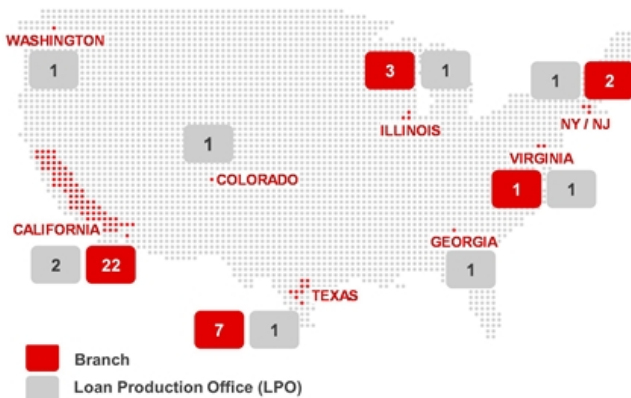 WASHINGTON
1
3
1
1
2
ILLINOIS
NY / NJ
1
COLORADO
VIRGINIA
1
1
CALIFORNIA
2
22
GEORGIA
1
TEXAS
7
1
Branch
Loan Production Office (LPO)